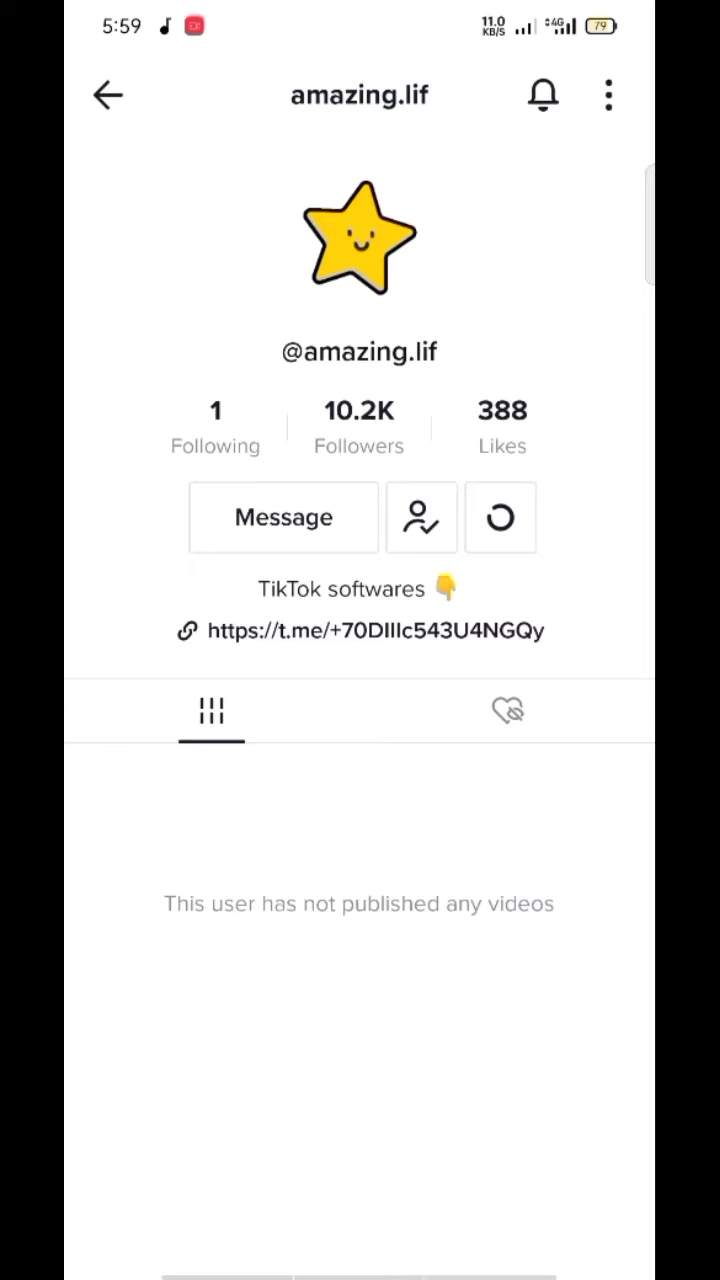 5:59
11.0
KB/S
4G
79
amazing.lif
@amazing.lif
1
10.2K
388
Following
Followers
Likes
Message
TikTok softwares 👇
https://t.me/+70DIIIc543U4NGQy
This user has not published any videos